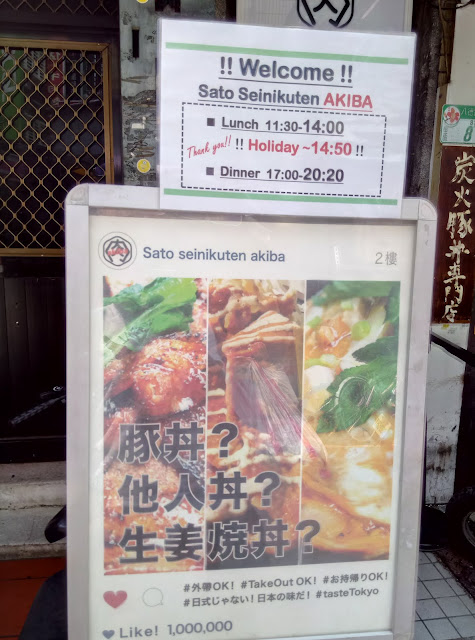 !! Welcome !!
Sato Seinikuten AKIBA
■ Lunch 11:30-14:00
Thank you!! !! Holiday ~14:50 !!
■ Dinner 17:00-20:20
肉
Sato seinikuten akiba
2樓
豚丼?
他人丼?
生姜焼丼?
#外帶OK! #TakeOut OK! #お持帰りOK!
#日式じゃない!日本の味だ! #tasteTokyo
Like! 1,000,000
炭火豚丼専門店